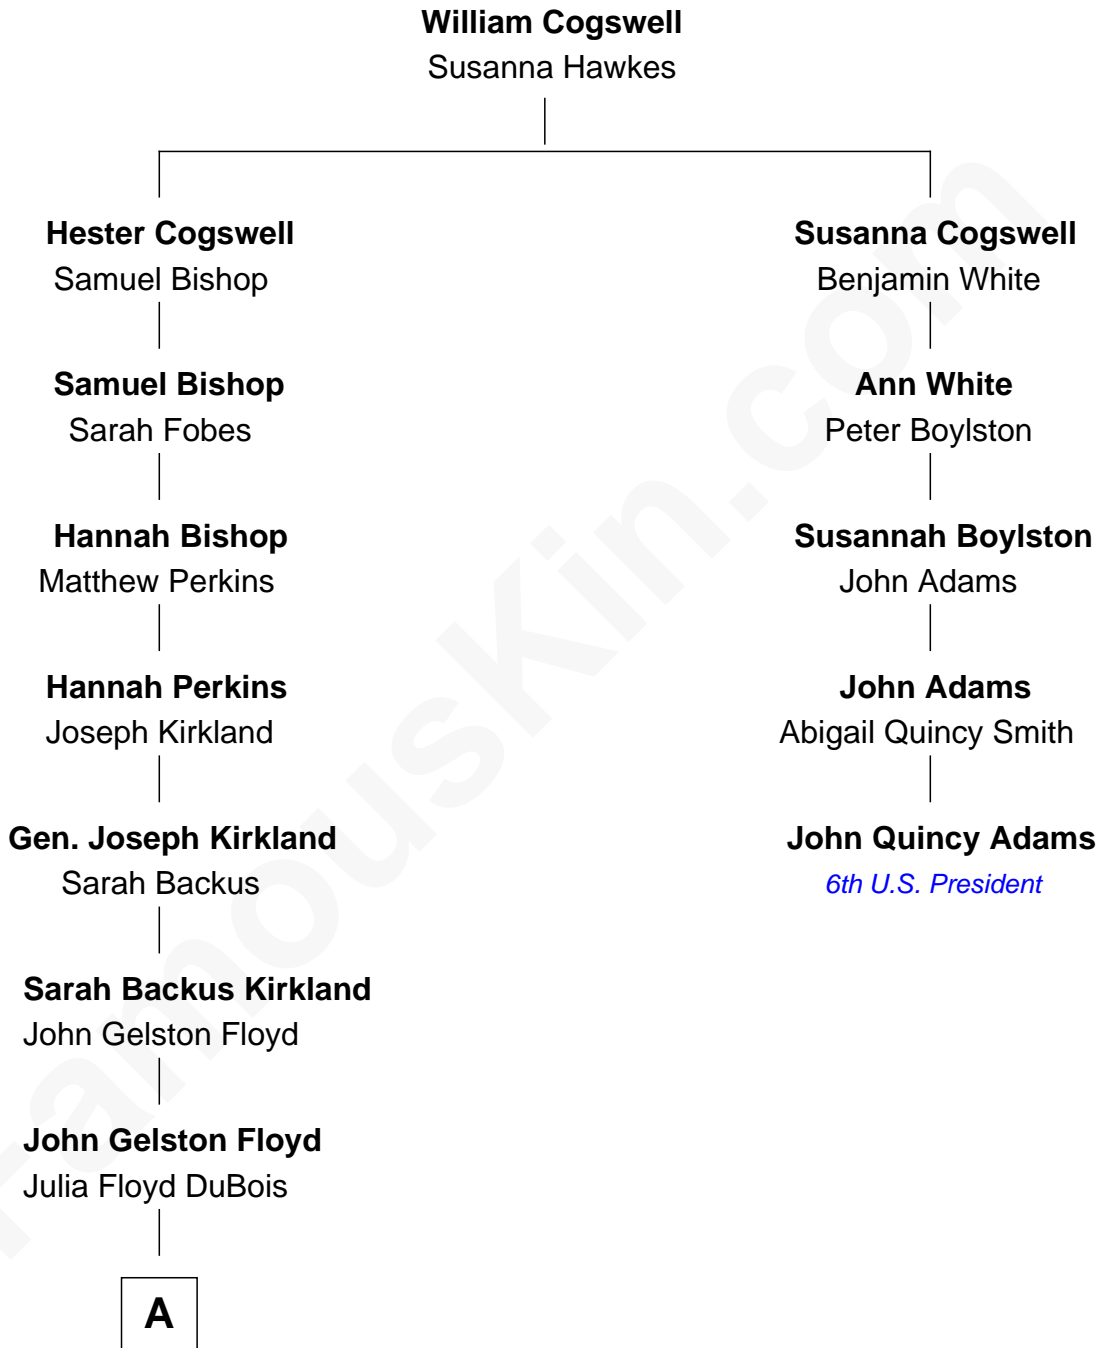 William Cogswell
Susanna Hawkes
Hester Cogswell
Samuel Bishop
Susanna Cogswell
Benjamin White
Samuel Bishop
Sarah Fobes
Ann White
Peter Boylston
Hannah Bishop
Matthew Perkins
Susannah Boylston
John Adams
Hannah Perkins
Joseph Kirkland
John Adams
Abigail Quincy Smith
Gen. Joseph Kirkland
Sarah Backus
John Quincy Adams
6th U.S. President
Sarah Backus Kirkland
John Gelston Floyd
John Gelston Floyd
Julia Floyd DuBois
A
FamousKin.com